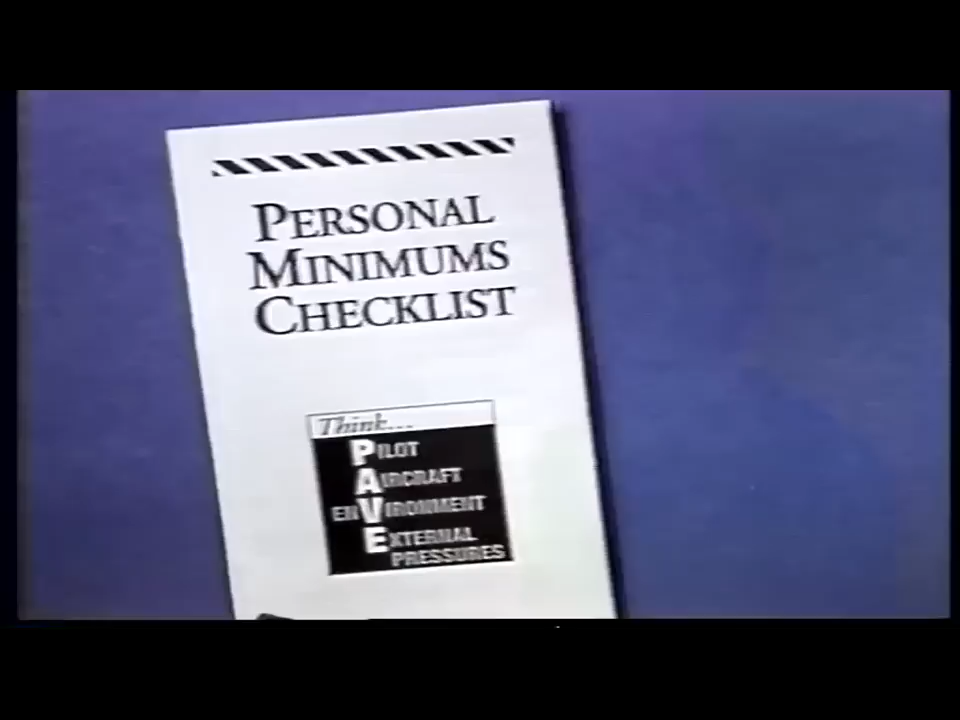 PERSONAL
MINIMUMS
CHECKLIST
Think...
PILOT
AIRCRAFT
ENVIRONMENT
EXTERNAL
PRESSURES